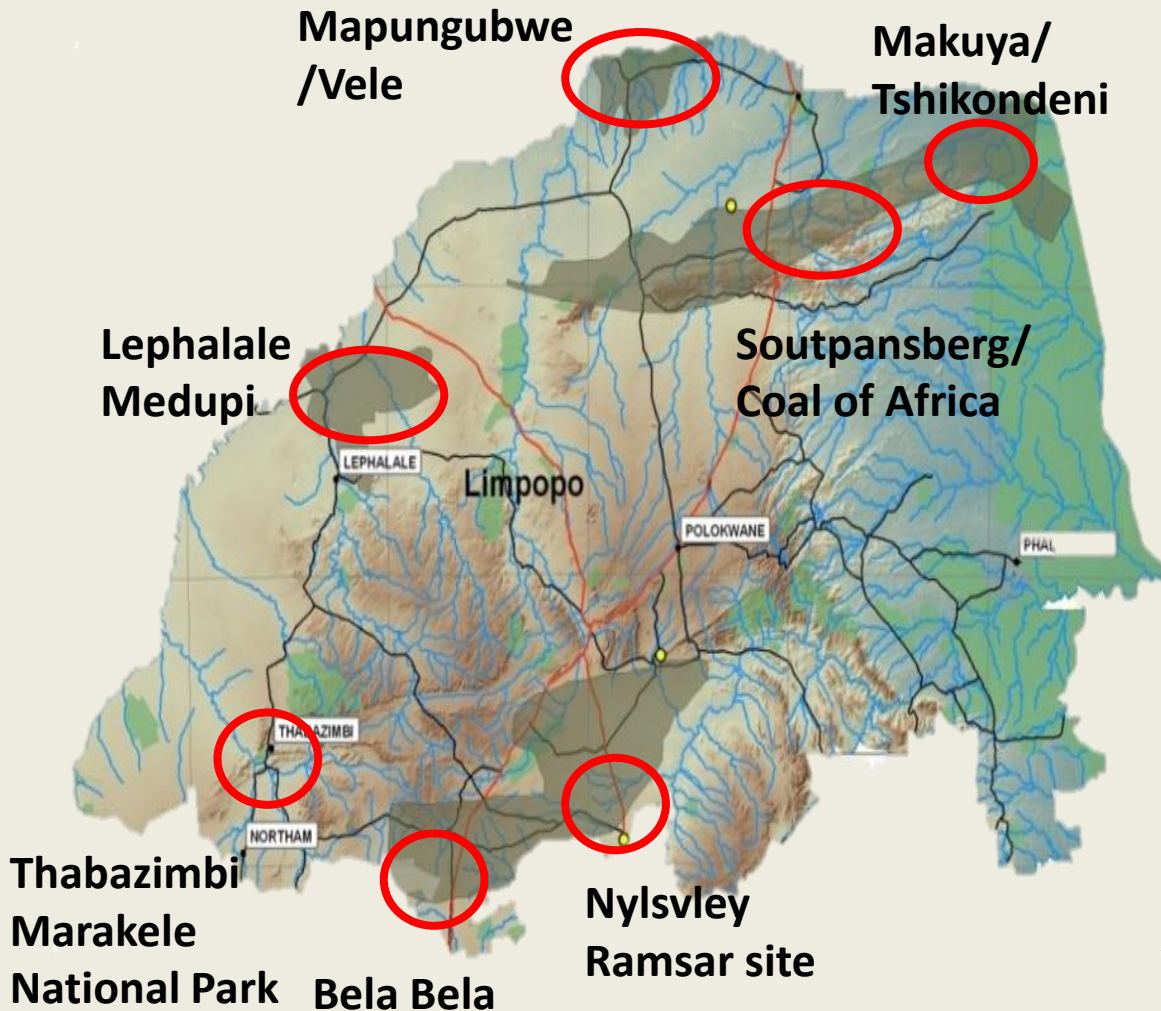 Mapungubwe
/Vele
Makuya/
Tshikondeni
Lephalale
Medupi
Soutpansberg/
Coal of Africa
LEPHALALE
Limpopo
POLOKWANE
PHAL
THABAZIMBI
NORTHAM
Thabazimbi
Marakele
National Park
Bela Bela
Nylsvley
Ramsar site